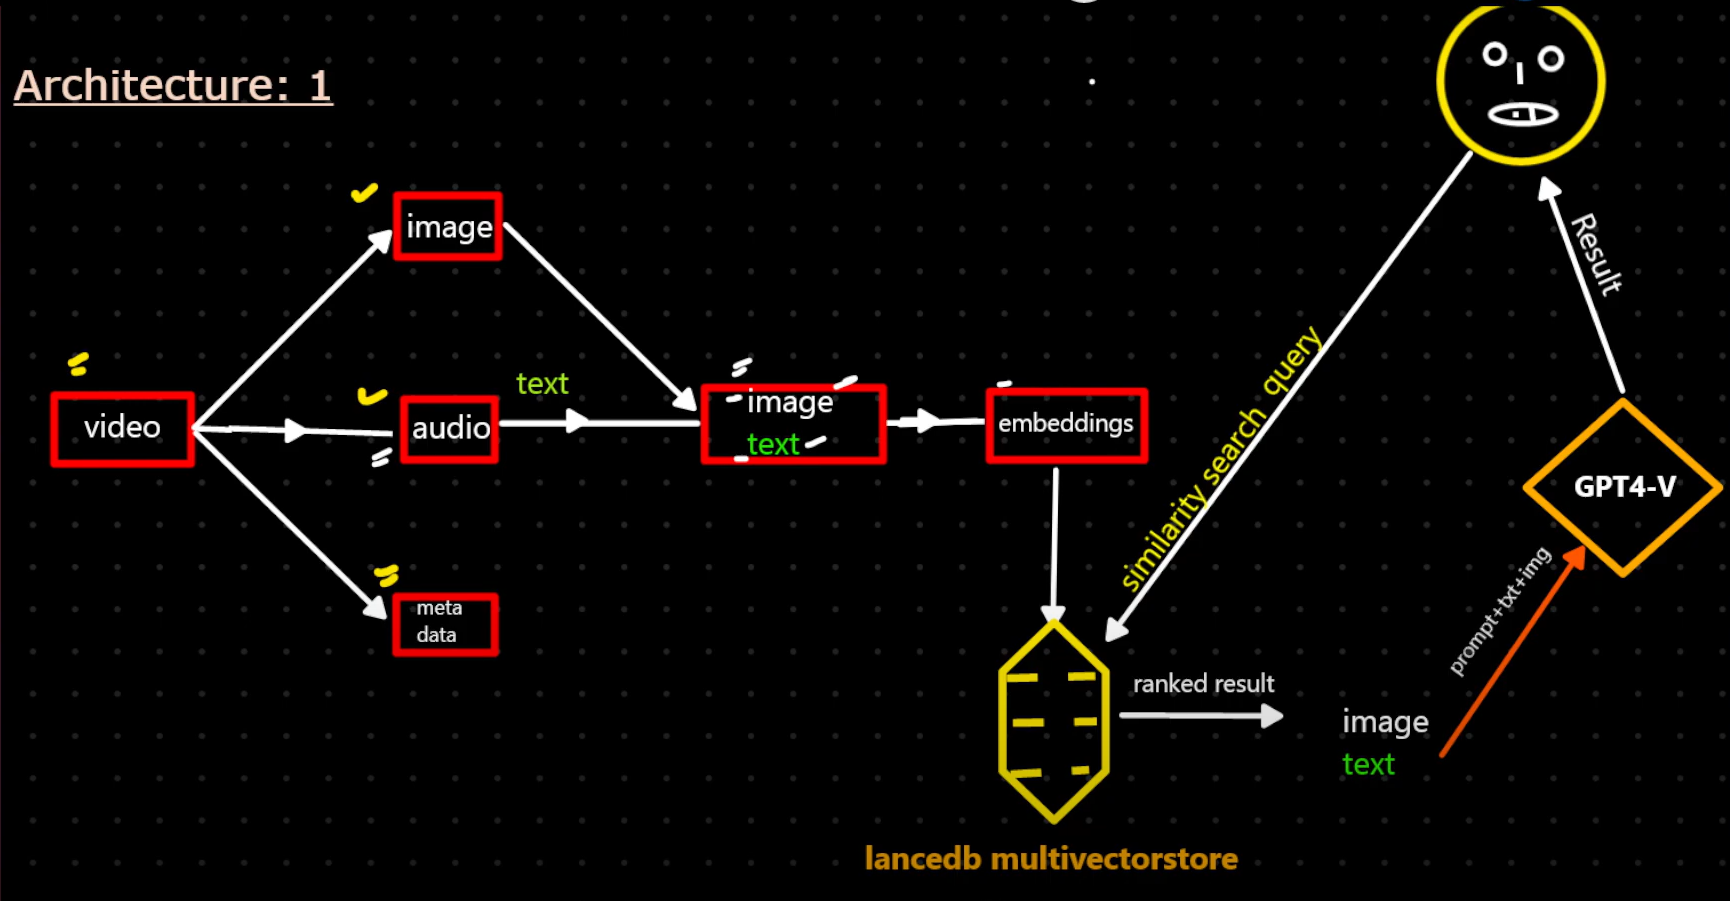 Architecture: 1
image
Result
text
video
audio
image
text
embeddings
similarity search query
GPT4-V
prompt+txt+img
meta
data
ranked result
image
text
lancedb multivectorstore